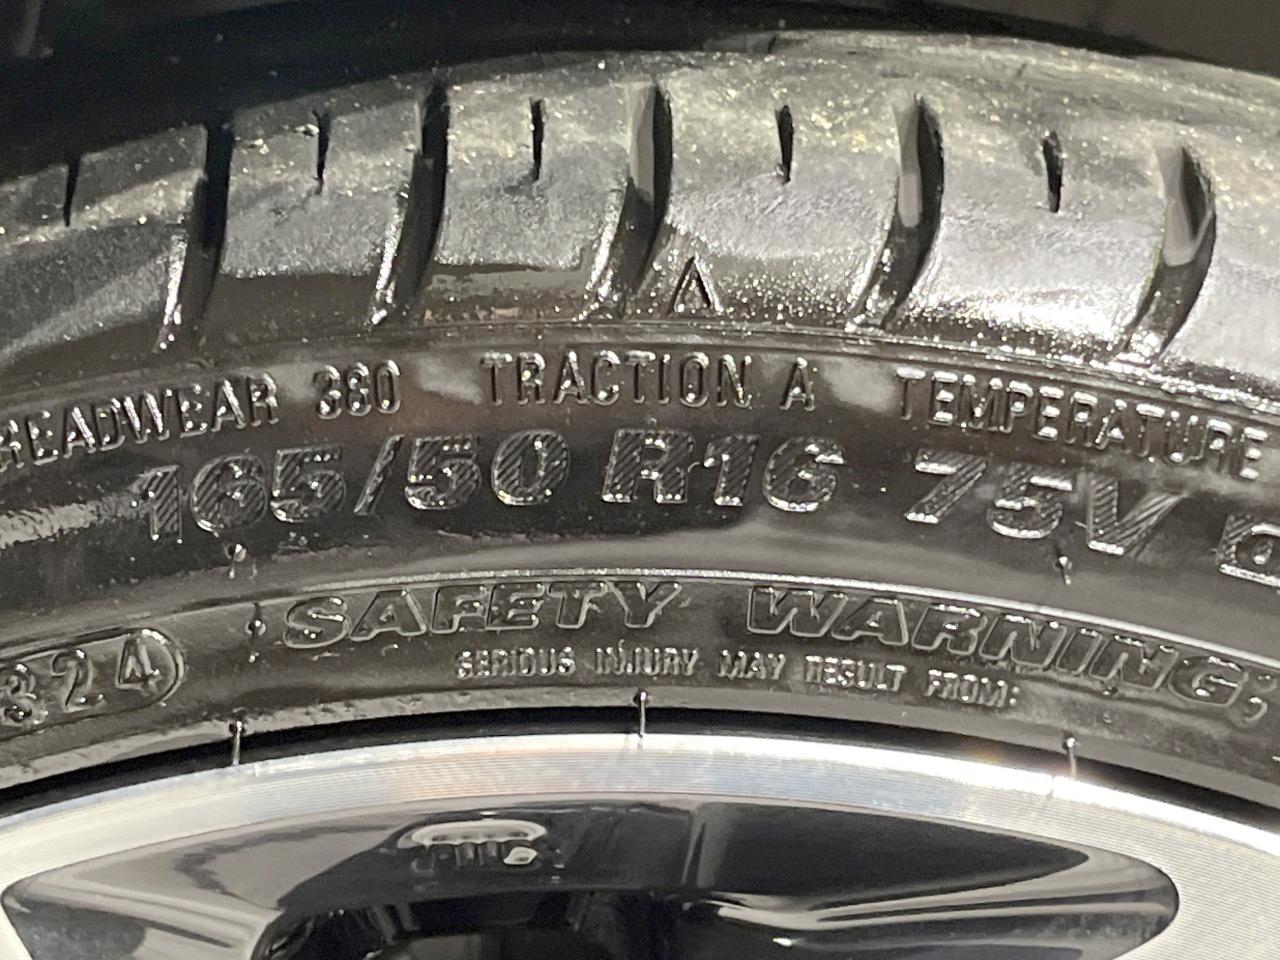 READWEAR 380 TRACTION A TEMPERATURE
165/50 R16 75V
324
SAFETY WARNING;
SERIOUS INJURY MAY RESULT FROM: